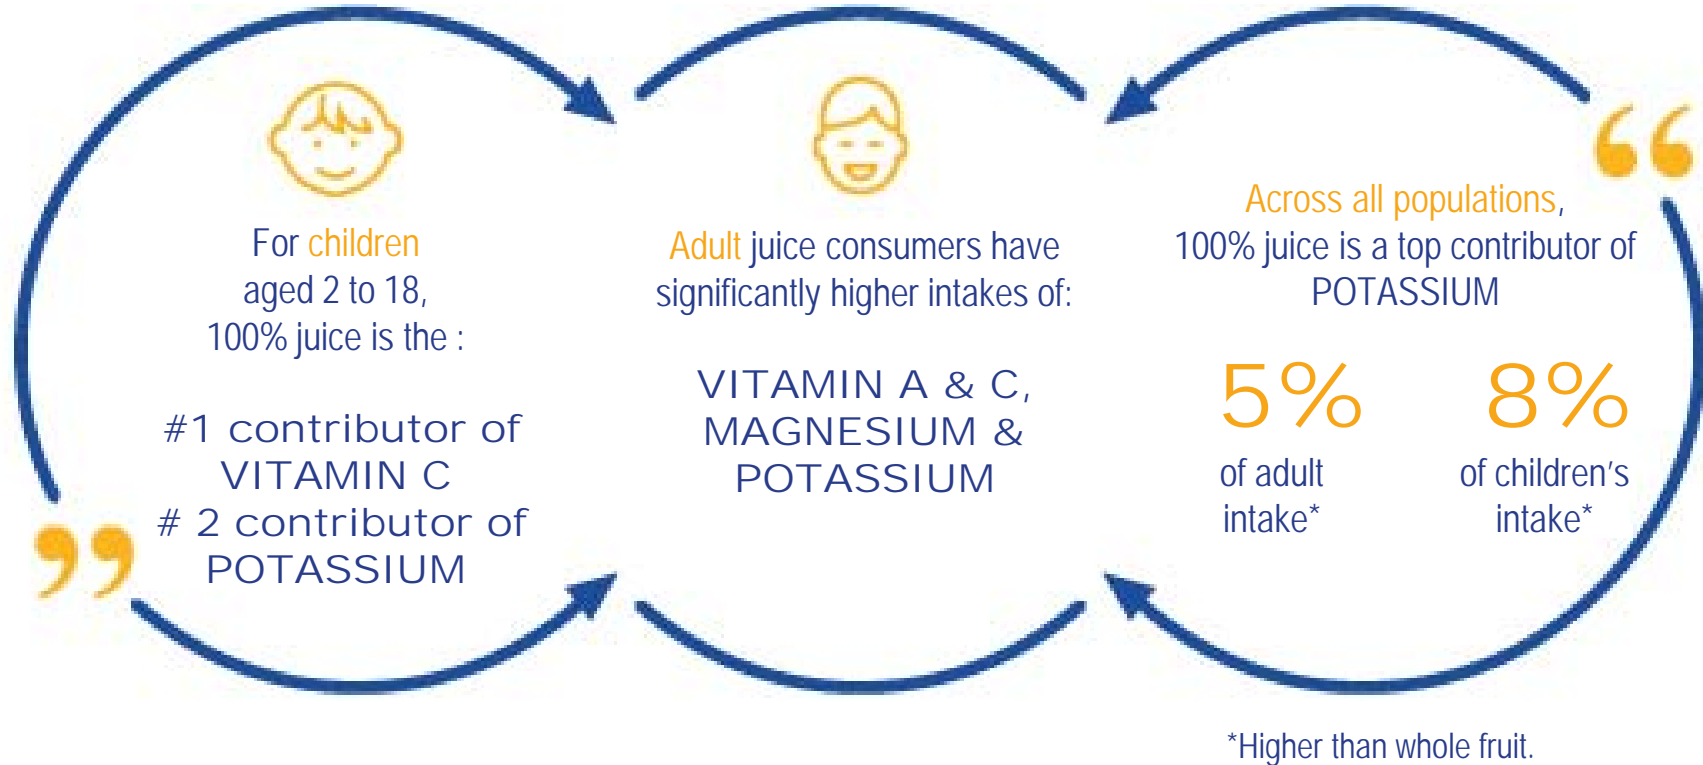 For children
aged 2 to 18,
100% juice is the :
#1 contributor of
VITAMIN C
# 2 contributor of
POTASSIUM
Adult juice consumers have
significantly higher intakes of:
VITAMIN A & C,
MAGNESIUM &
POTASSIUM
Across all populations,
100% juice is a top contributor of
POTASSIUM
5%
of adult
intake*
8%
of children's
intake*
*Higher than whole fruit.